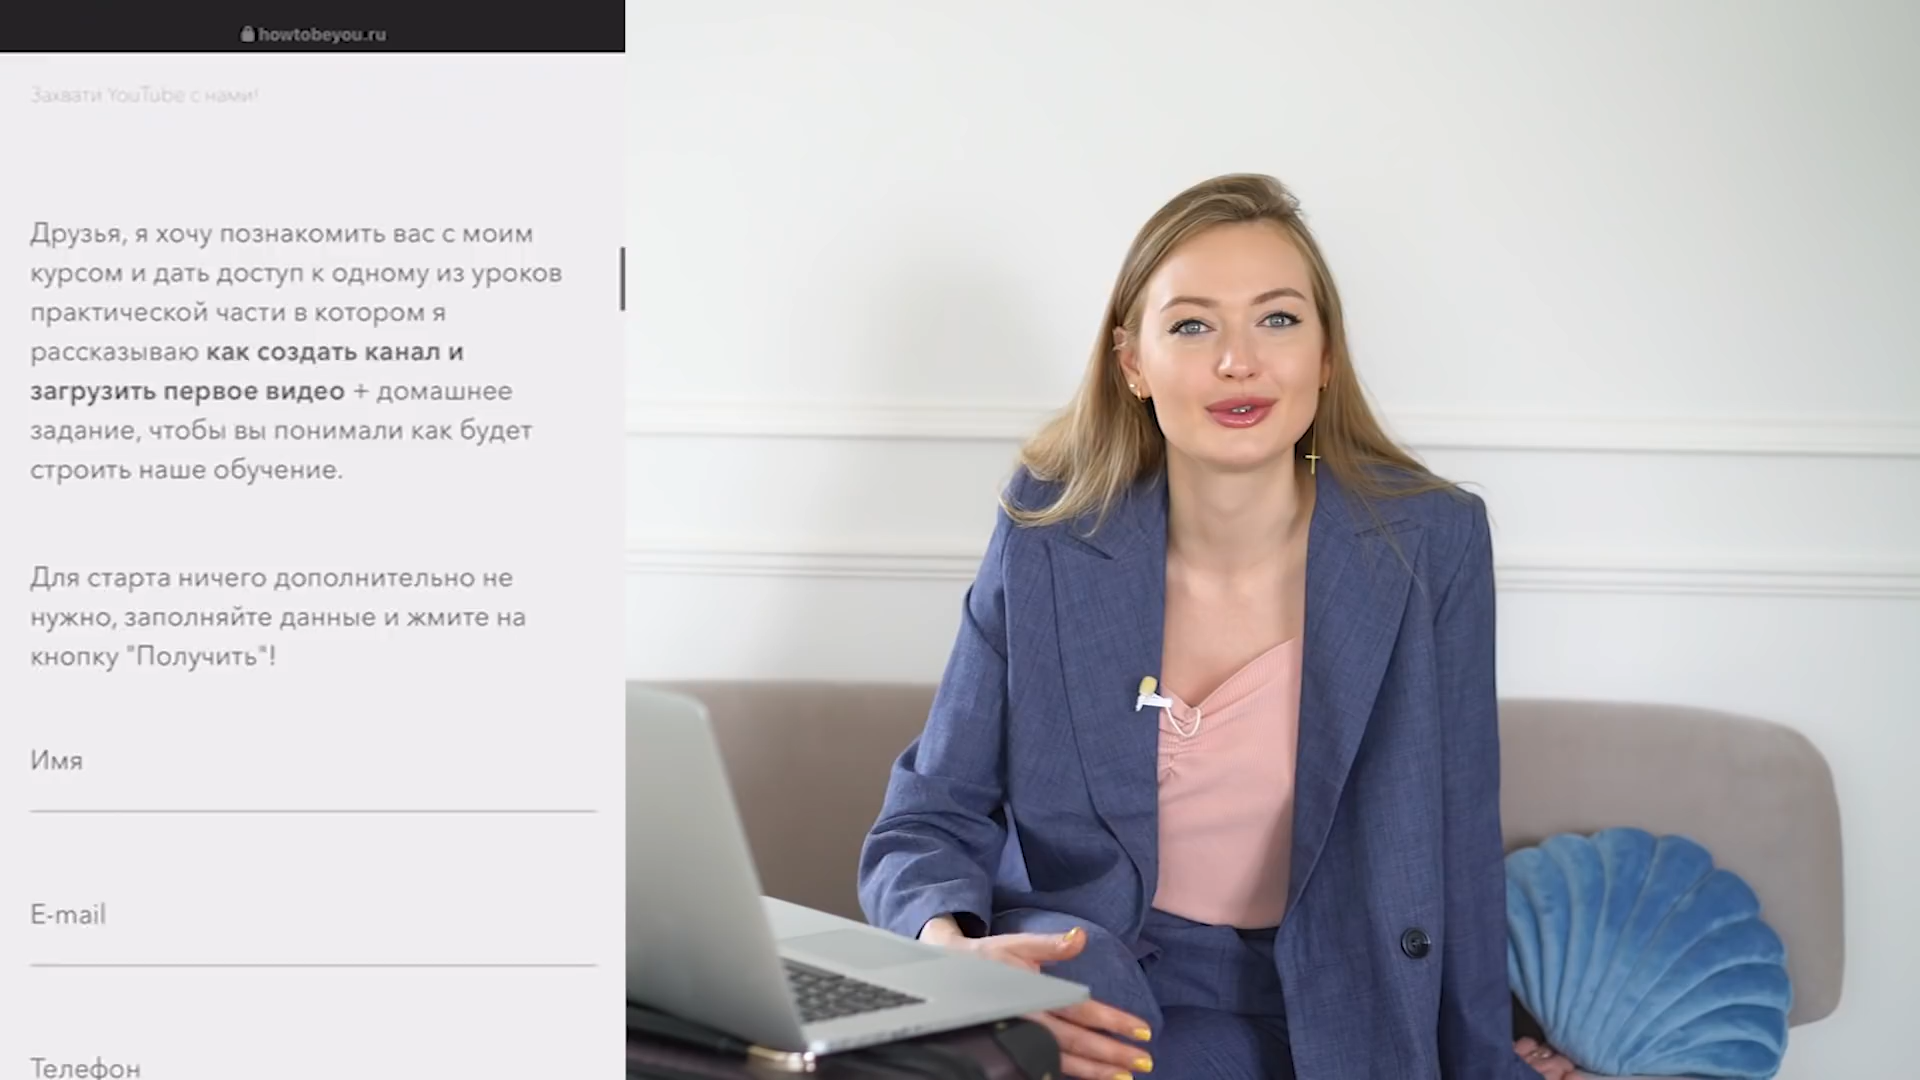 howtobeyou.ru
Захвати YouTube с нами!
Друзья, я хочу познакомить вас с моим
курсом и дать доступ к одному из уроков
практической части в котором я
рассказываю как создать канал и
загрузить первое видео + домашнее
задание, чтобы вы понимали как будет
строить наше обучение.
Для старта ничего дополнительно не
нужно, заполняйте данные и жмите на
кнопку "Получить"!
Имя
E-mail
Телефон